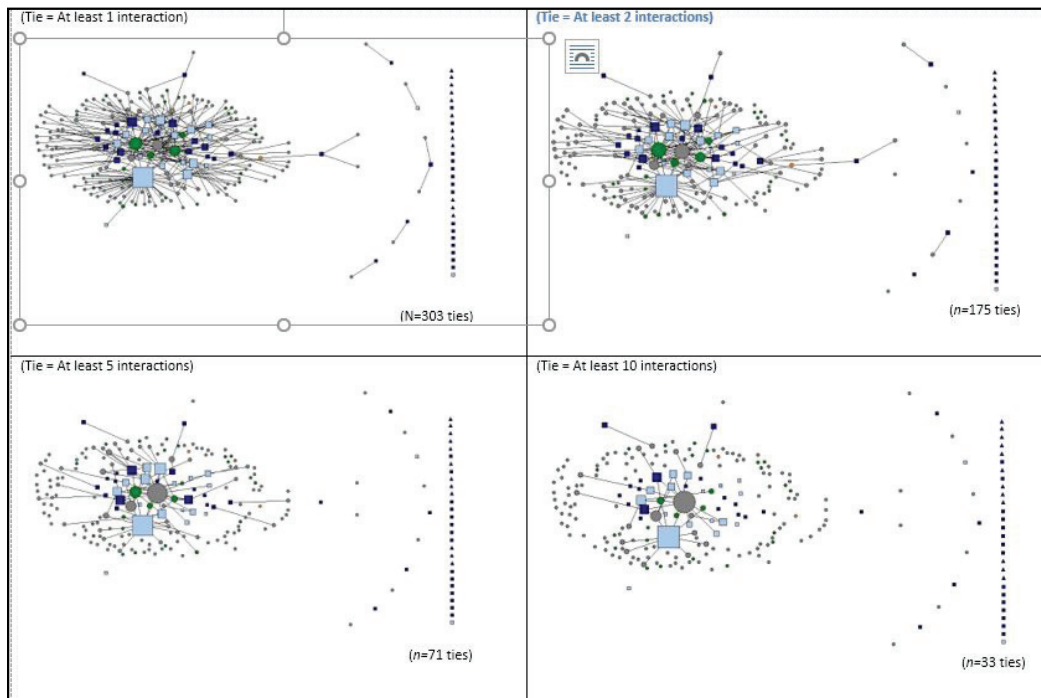 (Tie = At least 1 interaction)
(Tie = At least 2 interactions)
(N=303 ties)
(n=175 ties)
(Tie = At least 5 interactions)
(Tie = At least 10 interactions)
(n=71 ties)
(n=33 ties)